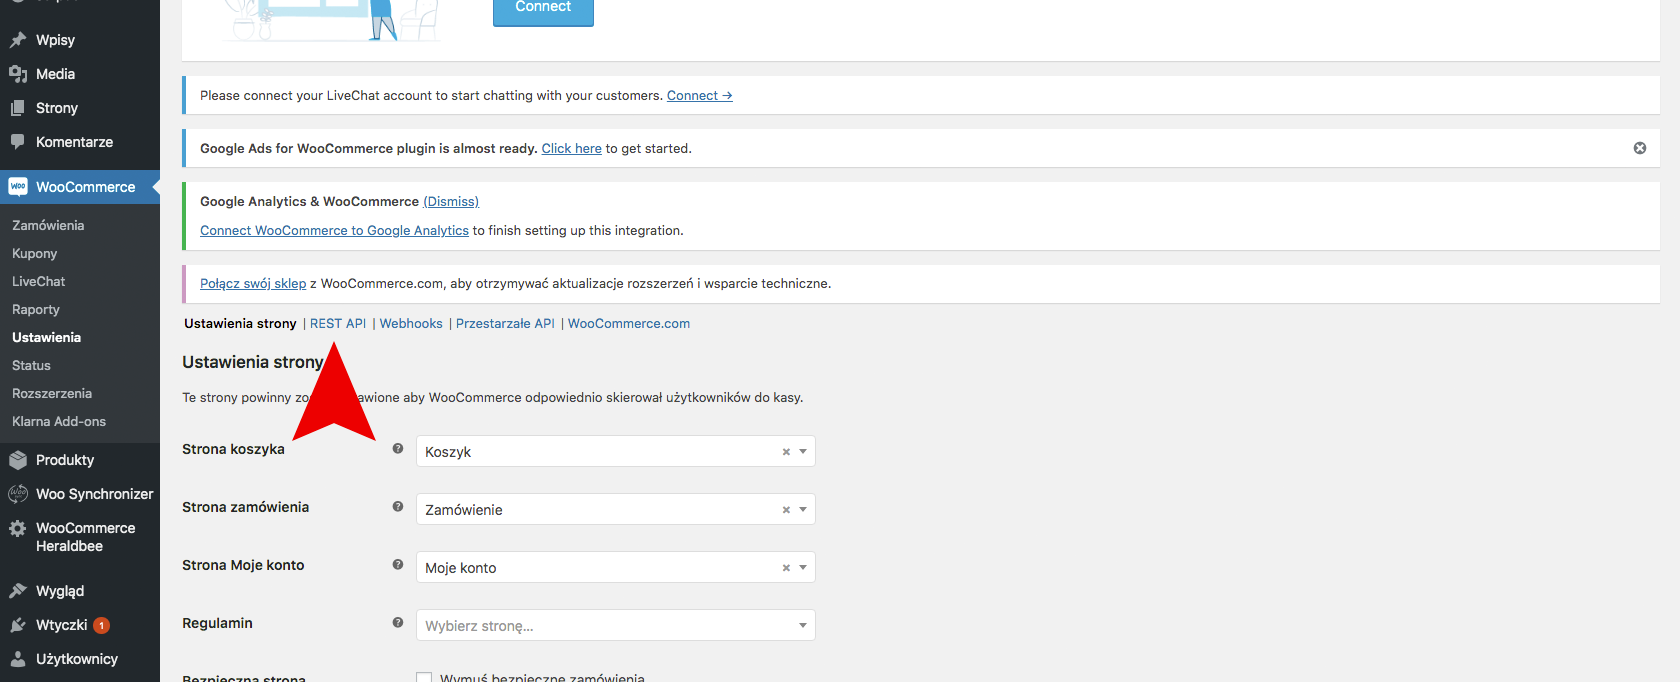 Connect
Wpisy
Media
Strony
Komentarze
WooCommerce
Zamówienia
Kupony
LiveChat
Raporty
Ustawienia
Status
Rozszerzenia
Klarna Add-ons
Produkty
Woo Synchronizer
WooCommerce
Heraldbee
Wygląd
Wtyczki 1
Użytkownicy
Please connect your LiveChat account to start chatting with your customers. Connect →
Google Ads for WooCommerce plugin is almost ready. Click here to get started.
Google Analytics & WooCommerce (Dismiss)
Connect WooCommerce to Google Analytics to finish setting up this integration.
Połącz swój sklep z WooCommerce.com, aby otrzymywać aktualizacje rozszerzeń i wsparcie techniczne.
Ustawienia strony | REST API | Webhooks | Przestarzałe API | WooCommerce.com
Ustawienia strony
Te strony powinny aby WooCommerce odpowiednio skierował użytkowników do kasy.
Strona koszyka ? Koszyk ×
Strona zamówienia ? Zamówienie ×
Strona Moje konto ? Moje konto ×
Regulamin ? Wybierz stronę...
Bezpieczna strona Wymuś bezpieczne zamówienia